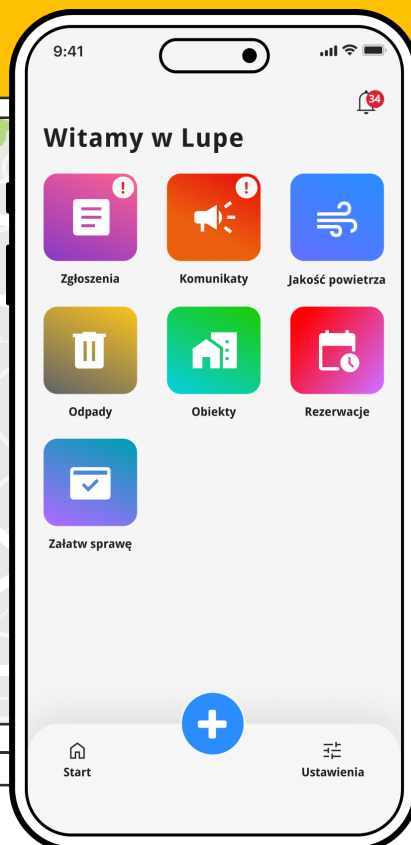 9:41
34
Witamy w Lupe
!
!
Zgłoszenia
Komunikaty
Jakość powietrza
Odpady
Obiekty
Rezerwacje
Załatw sprawę
Start
Ustawienia